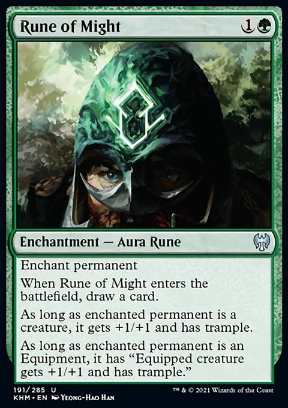 Rune of Might 1
Enchantment — Aura Rune
Enchant permanent
When Rune of Might enters the
battlefield, draw a card.
As long as enchanted permanent is a
creature, it gets +1/+1 and has trample.
As long as enchanted permanent is an
Equipment, it has “Equipped creature
gets +1/+1 and has trample.”
191/285 U
KHM • EN Yeong-Hao Han ™ & © 2021 Wizards of the Coast